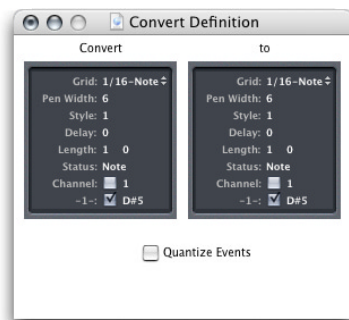 Convert Definition
Convert
to
Grid: 1/16-Note
Pen Width: 6
Style: 1
Delay: 0
Length: 1 0
Status: Note
Channel: 1
-1-: D#5
Grid: 1/16-Note
Pen Width: 6
Style: 1
Delay: 0
Length: 1 0
Status: Note
Channel: 1
-1-: D#5
Quantize Events